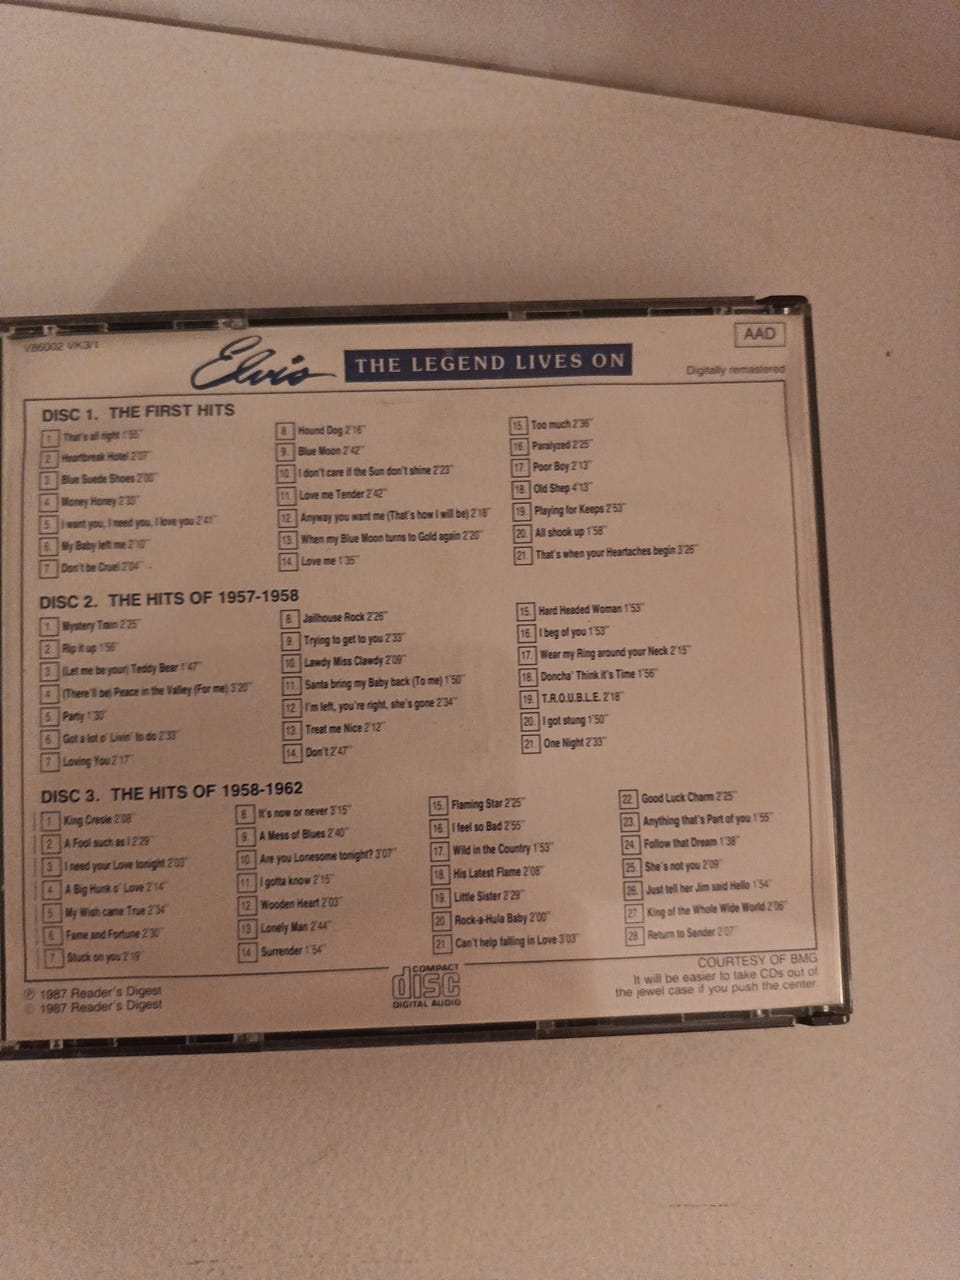 V86002 VK3/1
Elvis THE LEGEND LIVES ON
AAD
Digitally remastered
DISC 1. THE FIRST HITS
1. That's all right 1'55"
2. Heartbreak Hotel 2'07"
3. Blue Suede Shoes 2'00"
4. Money Honey 2'33"
5. I want you, I need you, I love you 2'41"
6. My Baby left me 2'10"
7. Don't be Cruel 2'04"
8. Hound Dog 2'16"
9. Blue Moon 2'42"
10. I don't care if the Sun don't shine 2'23"
11. Love me Tender 2'42"
12. Anyway you want me (That's how I will be) 2'18"
13. When my Blue Moon turns to Gold again 2'20"
14. Love me 1'35"
15. Too much 2'36"
16. Paralyzed 2'25"
17. Poor Boy 2'13"
18. Old Shep 4'13"
19. Playing for Keeps 2'53"
20. All shook up 1'58"
21. That's when your Heartaches begin 3'26"
DISC 2. THE HITS OF 1957-1958
1. Mystery Train 2'25"
2. Rip it up 1'56"
3. (Let me be your) Teddy Bear 1'47"
4. (There'll be) Peace in the Valley (For me) 3'20"
5. Party 1'30"
6. Got a lot o' Livin' to do 2'33"
7. Loving You 2'17"
8. Jailhouse Rock 2'26"
9. Trying to get to you 2'33"
10. Lawdy Miss Clawdy 2'09"
11. Santa bring my Baby back (To me) 1'50"
12. I'm left, you're right, she's gone 2'34"
13. Treat me Nice 2'12"
14. Don't 2'47"
15. Hard Headed Woman 1'53"
16. I beg of you 1'53"
17. Wear my Ring around your Neck 2'15"
18. Doncha' Think it's Time 1'56"
19. T.R.O.U.B.L.E. 2'18"
20. I got stung 1'50"
21. One Night 2'33"
DISC 3. THE HITS OF 1958-1962
1. King Creole 2'08"
2. A Fool such as I 2'29"
3. I need your Love tonight 2'03"
4. A Big Hunk o' Love 2'14"
5. My Wish came True 2'34"
6. Fame and Fortune 2'30"
7. Stuck on you 2'19"
8. It's now or never 3'15"
9. A Mess of Blues 2'40"
10. Are you Lonesome tonight? 3'07"
11. I gotta know 2'15"
12. Wooden Heart 2'03"
13. Lonely Man 2'44"
14. Surrender 1'54"
15. Flaming Star 2'25"
16. I feel so Bad 2'55"
17. Wild in the Country 1'53"
18. His Latest Flame 2'08"
19. Little Sister 2'29"
20. Rock-a-Hula Baby 2'00"
21. Can't help falling in Love 3'03"
22. Good Luck Charm 2'25"
23. Anything that's Part of you 1'55"
24. Follow that Dream 1'38"
25. She's not you 2'09"
26. Just tell her Jim said Hello 1'54"
27. King of the Whole Wide World 2'06"
28. Return to Sender 2'07"
℗ 1987 Reader's Digest
© 1987 Reader's Digest
COMPACT
disc
DIGITAL AUDIO
COURTESY OF BMG
It will be easier to take CDs out of
the jewel case if you push the center